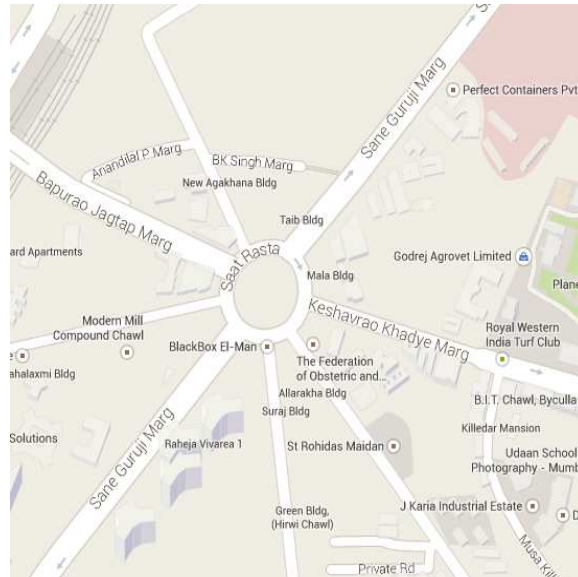 Perfect Containers Pvt
Sane Guruji Marg
Anandilal P Marg
BK Singh Marg
New Agakhana Bldg
Bapurao Jagtap Marg
Taib Bldg
Saat Rasta
ard Apartments
Godrej Agrovet Limited
Mala Bldg
Plane
Keshavrao Khadye Marg
Modern Mill
Compound Chawl
Royal Western
India Turf Club
BlackBox El-Man
The Federation
of Obstetric and...
ahalaxmi Bldg
Allarakha Bldg
B.I.T. Chawl, Byculla
Suraj Bldg
Killedar Mansion
Sane Guruji Marg
Solutions
Raheja Vivarea 1
St Rohidas Maidan
Udaan School
Photography - Mumb
Green Bldg,
(Hirwi Chawl)
J Karia Industrial Estate
Musa Kill
Private Rd